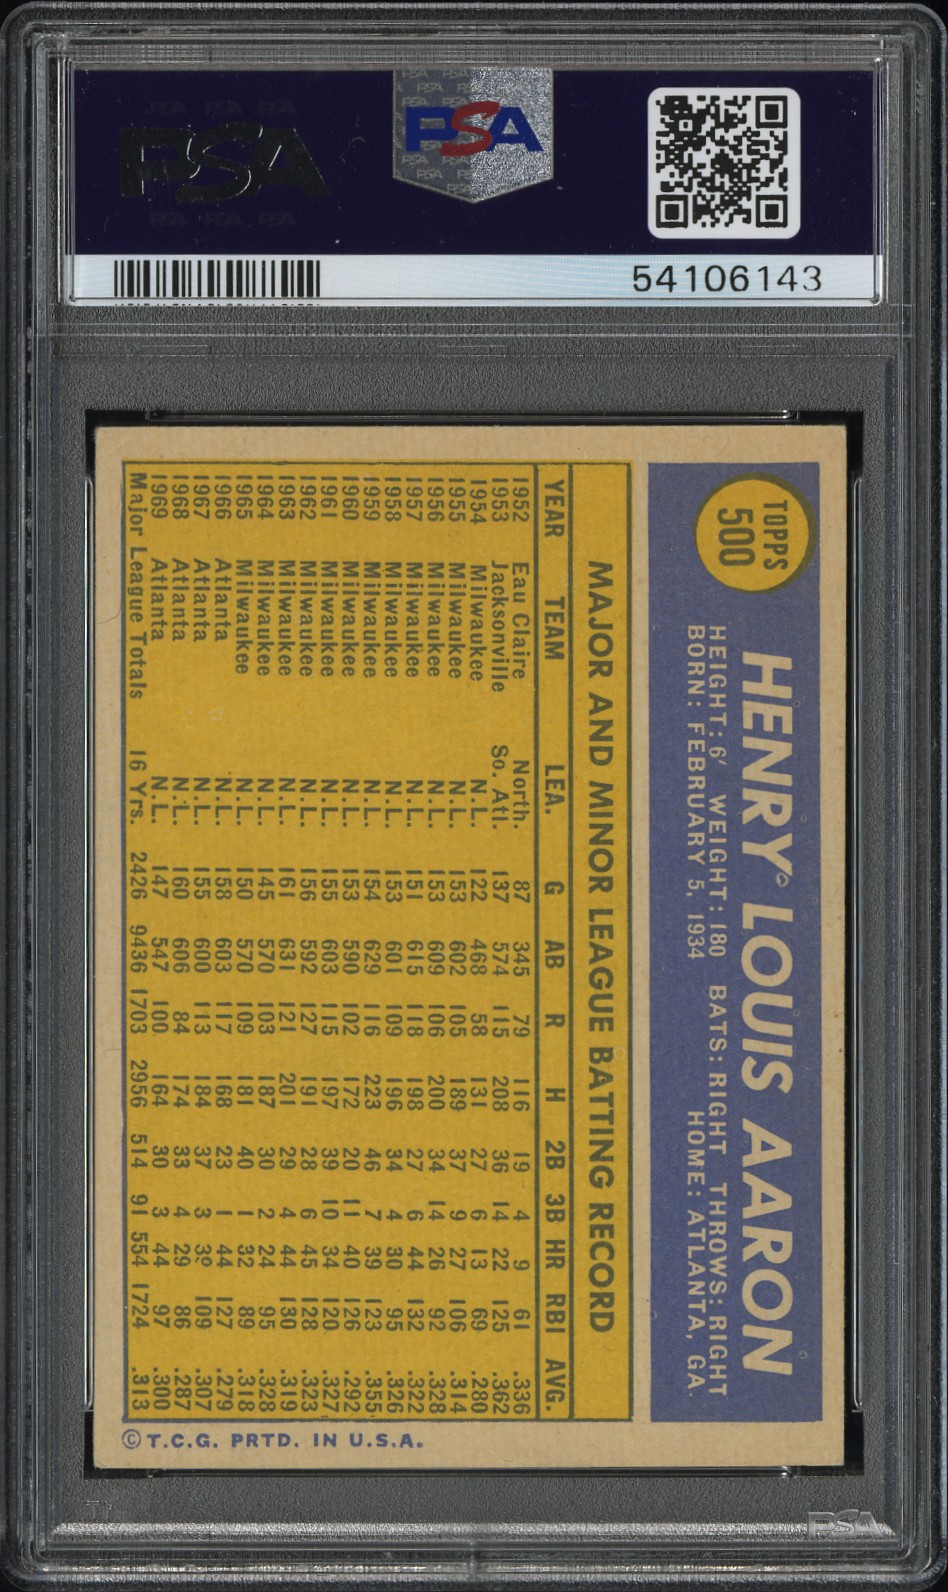 PSA
PSA
54106143
TOPPS
500
HENRY LOUIS AARON
HEIGHT: 6' WEIGHT: 180 BATS: RIGHT THROWS: RIGHT
BORN: FEBRUARY 5, 1934 HOME: ATLANTA, GA.
MAJOR AND MINOR LEAGUE BATTING RECORD
YEAR TEAM LEA. G AB R H 2B 3B HR RBI AVG.
1952 Eau Claire North. 87 345 79 116 19 4 9 61 .336
1953 Jacksonville So. Atl. 137 574 115 208 36 14 22 125 .362
1954 Milwaukee N.L. 122 468 58 131 27 6 13 69 .280
1955 Milwaukee N.L. 153 602 105 189 37 9 27 106 .314
1956 Milwaukee N.L. 153 609 106 200 34 14 26 92 .328
1957 Milwaukee N.L. 151 615 118 198 27 6 44 132 .322
1958 Milwaukee N.L. 153 601 109 196 34 4 30 95 .326
1959 Milwaukee N.L. 154 629 116 223 46 7 39 123 .355
1960 Milwaukee N.L. 153 590 102 172 20 11 40 126 .292
1961 Milwaukee N.L. 155 603 115 197 39 10 34 120 .327
1962 Milwaukee N.L. 156 592 127 191 28 6 45 128 .323
1963 Milwaukee N.L. 161 631 121 201 29 4 44 130 .319
1964 Milwaukee N.L. 145 570 103 187 30 2 24 95 .328
1965 Milwaukee N.L. 150 570 109 181 40 1 32 89 .318
1966 Atlanta N.L. 158 603 117 168 23 1 44 127 .279
1967 Atlanta N.L. 155 600 113 184 37 3 39 109 .307
1968 Atlanta N.L. 160 606 84 174 33 4 29 86 .287
1969 Atlanta N.L. 147 547 100 164 30 3 44 97 .300
Major League Totals 16 Yrs. 2426 9436 1703 2956 514 91 554 1724 .313
© T.C.G. PRTD. IN U.S.A.
PSA